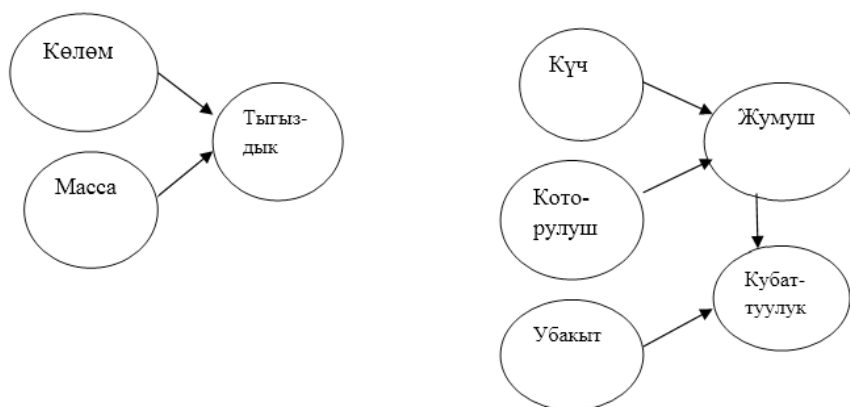 Көлөм
Тыгыз-
дык
Масса
Күч
Жумуш
Кото-
рулуш
Кубат-
туулук
Убакыт